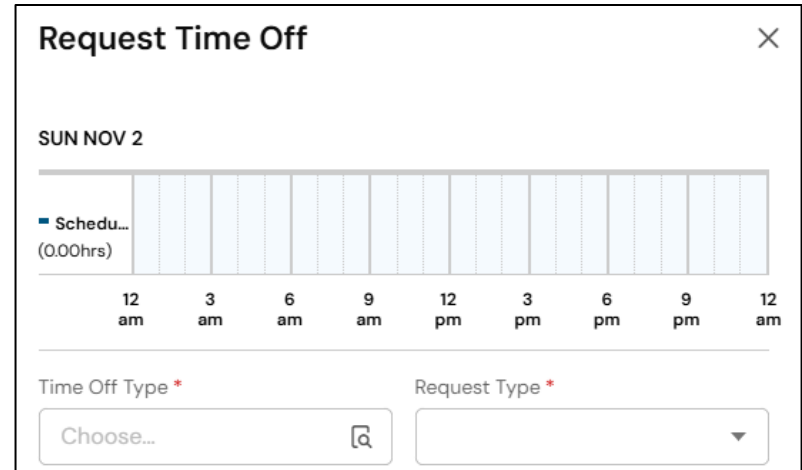 Request Time Off
SUN NOV 2
Schedu...
(0.00hrs)
12 am 3 am 6 am 9 am 12 pm 3 pm 6 pm 9 pm 12 am
Time Off Type * Request Type *
Choose...